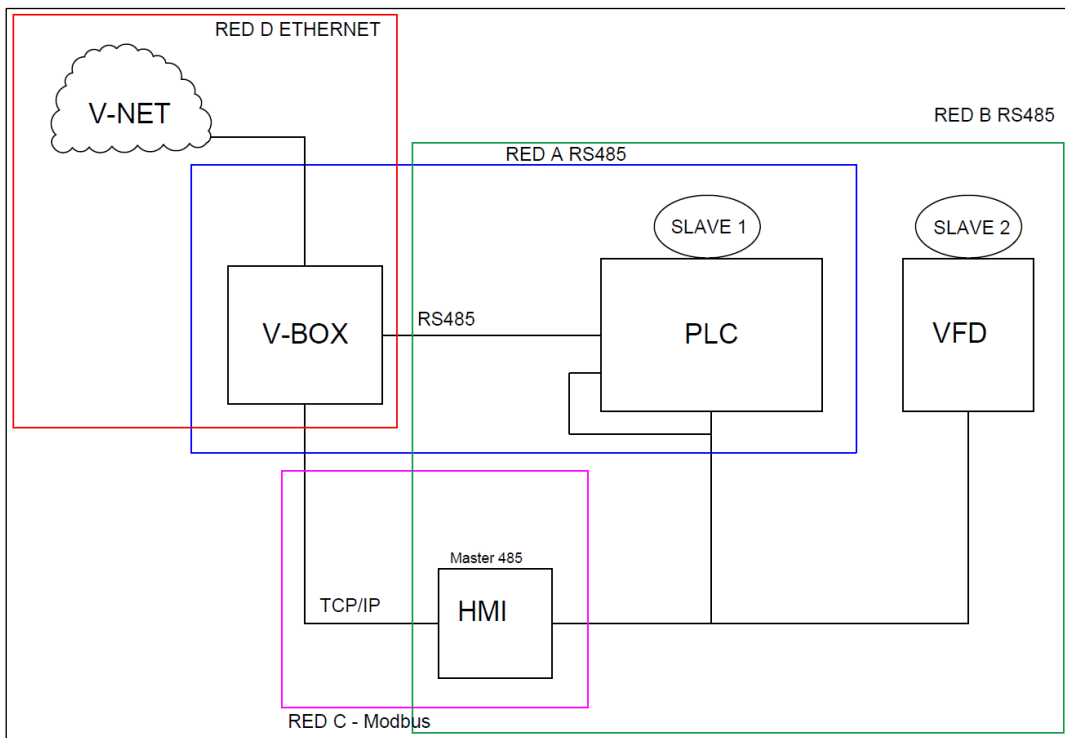 RED D ETHERNET
V-NET
RED B RS485
RED A RS485
SLAVE 1
SLAVE 2
V-BOX
RS485
PLC
VFD
Master 485
TCP/IP
HMI
RED C - Modbus